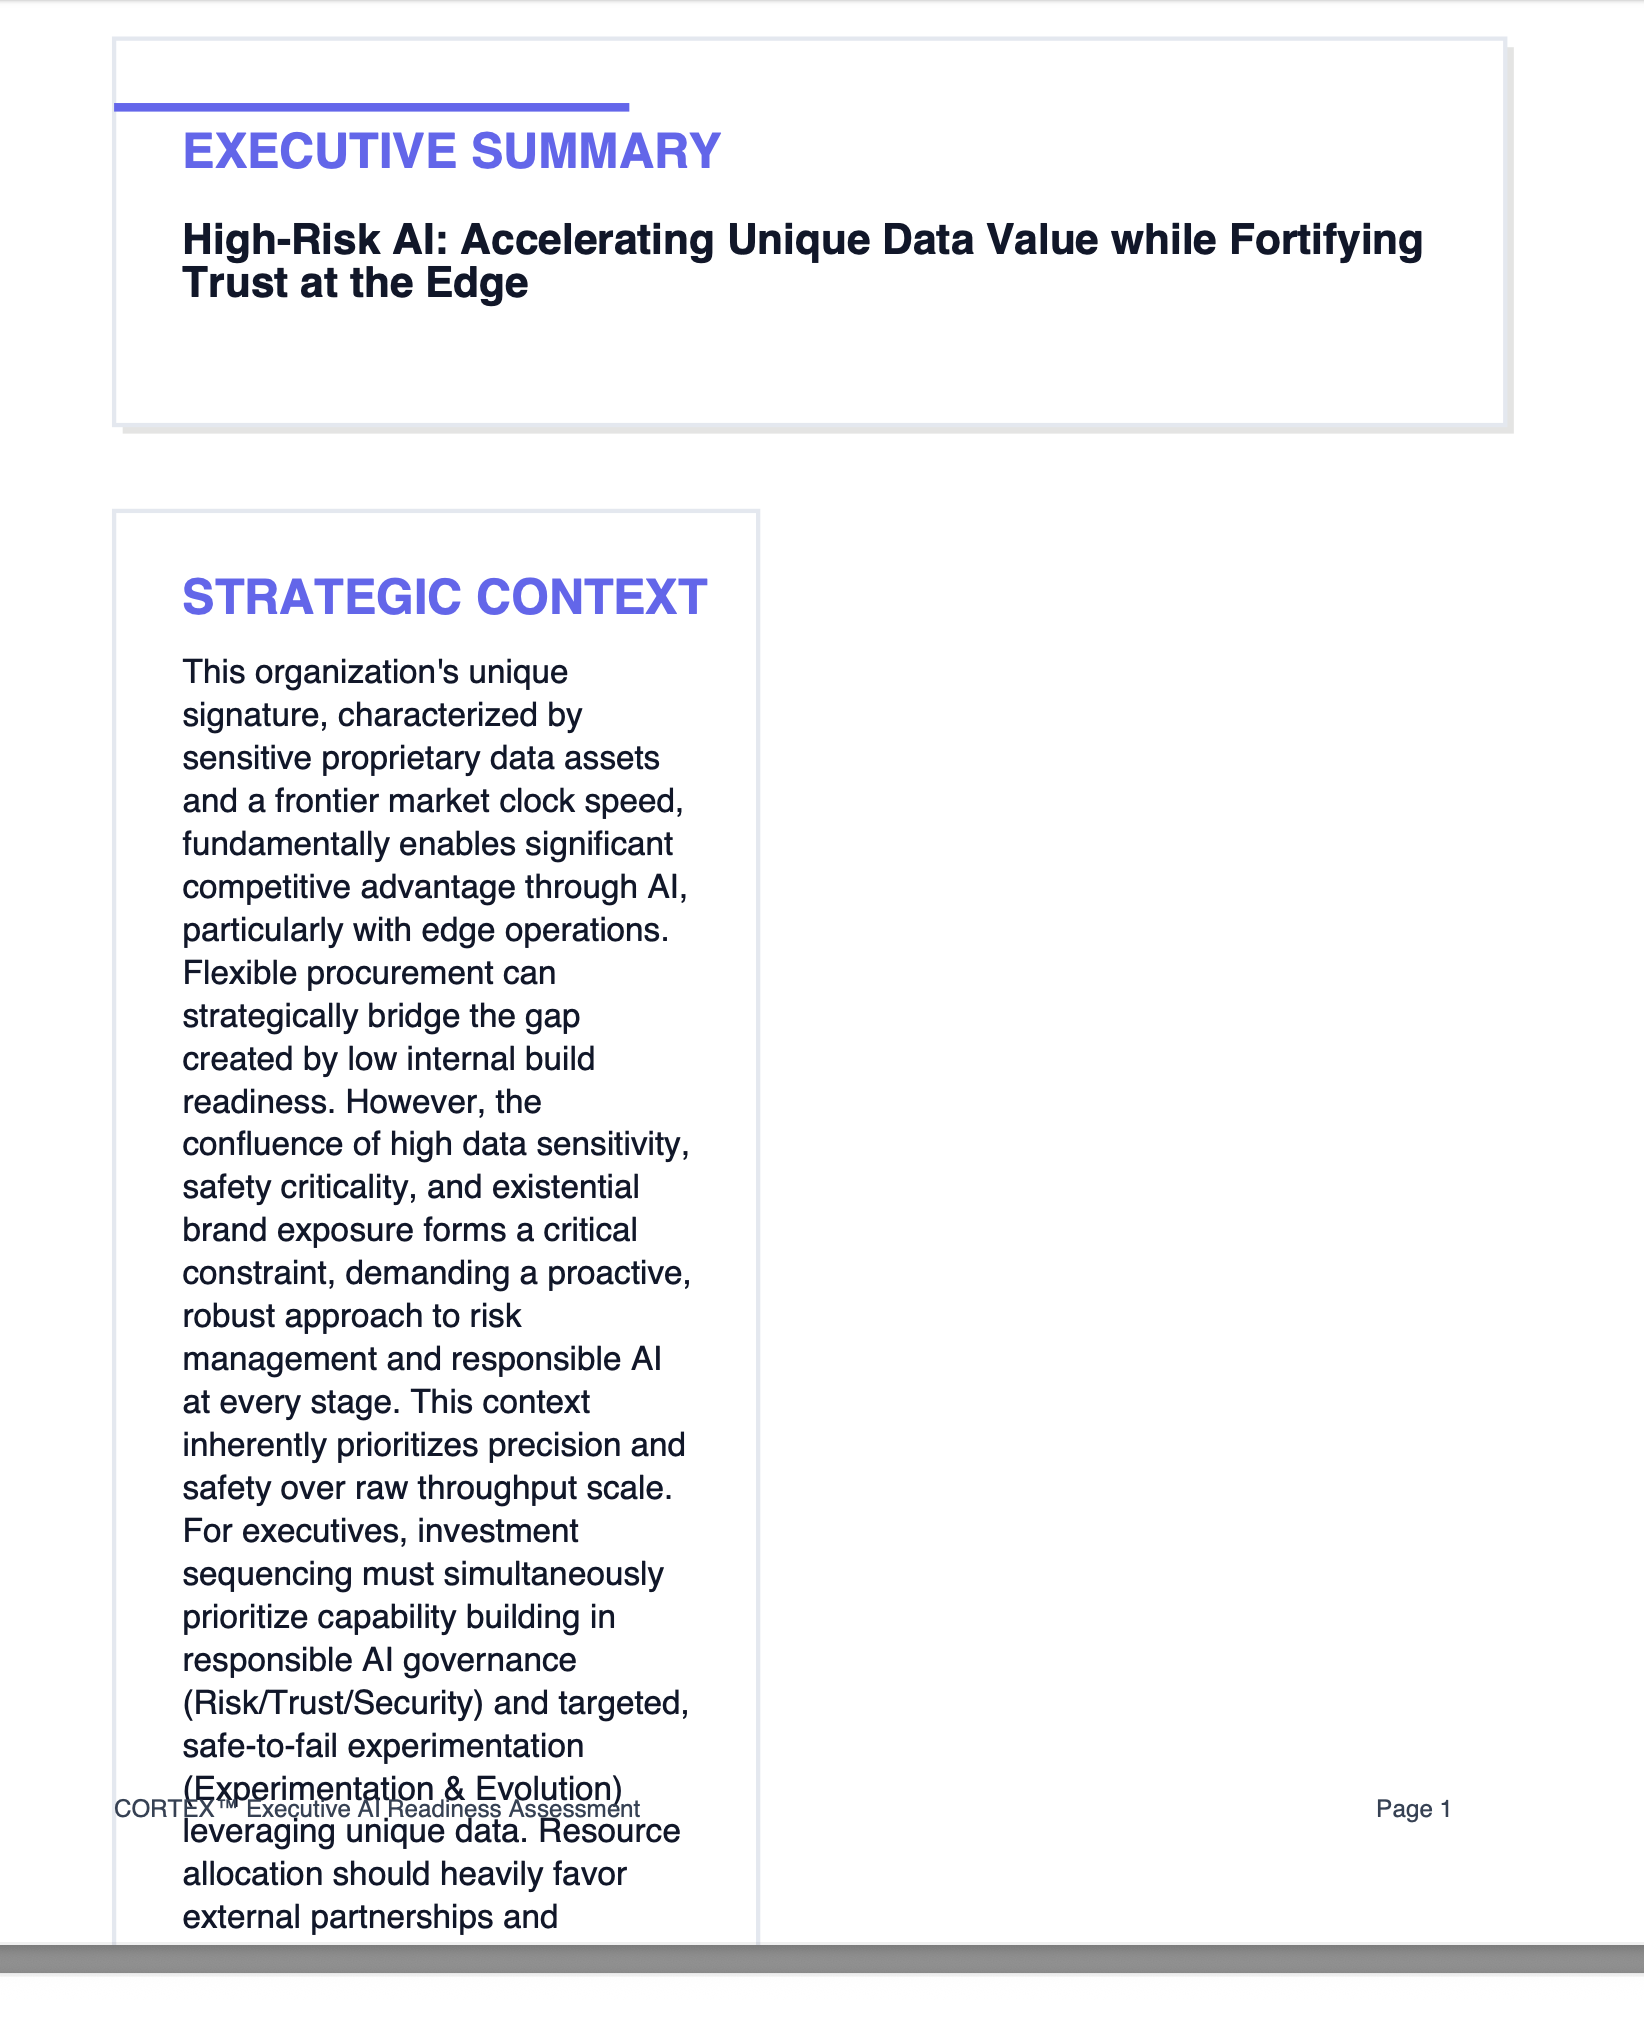 EXECUTIVE SUMMARY
High-Risk AI: Accelerating Unique Data Value while Fortifying
Trust at the Edge
STRATEGIC CONTEXT
This organization's unique
signature, characterized by
sensitive proprietary data assets
and a frontier market clock speed,
fundamentally enables significant
competitive advantage through AI,
particularly with edge operations.
Flexible procurement can
strategically bridge the gap
created by low internal build
readiness. However, the
confluence of high data sensitivity,
safety criticality, and existential
brand exposure forms a critical
constraint, demanding a proactive,
robust approach to risk
management and responsible AI
at every stage. This context
inherently prioritizes precision and
safety over raw throughput scale.
For executives, investment
sequencing must simultaneously
prioritize capability building in
responsible AI governance
(Risk/Trust/Security) and targeted,
safe-to-fail experimentation
(Experimentation & Evolution)
leveraging unique data. Resource
allocation should heavily favor
external partnerships and
CORTEX™ Executive AI Readiness Assessment
Page 1